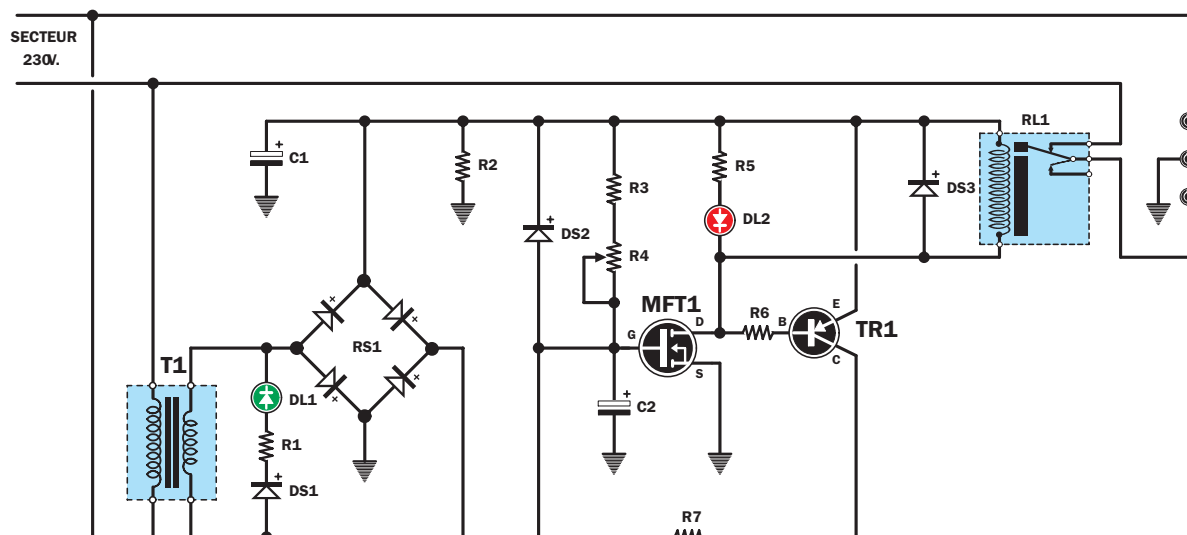 SECTEUR
230V.
C1
R2
R3
R5
RL1
DS3
DS2
DL2
R4
MFT1
D
R6
B
E
TR1
G
S
C
RS1
T1
DL1
C2
R1
DS1
R7